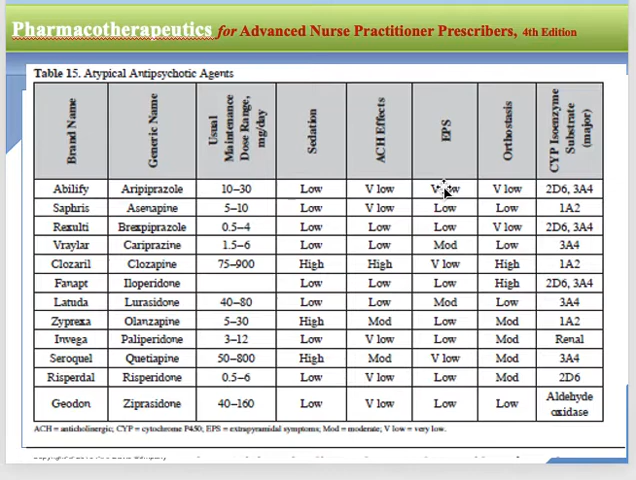 Pharmacotherapeutics for Advanced Nurse Practitioner Prescribers, 4th Edition
Table 15. Atypical Antipsychotic Agents
Brand Name Generic Name Usual Maintenance Dose Range, mg/day Sedation ACH Effects EPS Orthostasis CYP Isoenzyme Substrate (major)
Abilify Aripiprazole 10–30 Low V low V low V low 2D6, 3A4
Saphris Asenapine 5–10 Low V low Low Low 1A2
Rexulti Brexpiprazole 0.5–4 Low Low Low V low 2D6, 3A4
Vraylar Cariprazine 1.5–6 Low Low Mod Low 3A4
Clozaril Clozapine 75–900 High High V low High 1A2
Fanapt Iloperidone Low Low Low High 2D6, 3A4
Latuda Lurasidone 40–80 Low Low Mod Low 3A4
Zyprexa Olanzapine 5–30 High Mod Low Mod 1A2
Invega Paliperidone 3–12 Low V low Low Mod Renal
Seroquel Quetiapine 50–800 High Mod V low Mod 3A4
Risperdal Risperidone 0.5–6 Low V low Low Mod 2D6
Geodon Ziprasidone 40–160 Low V low Low Low Aldehyde oxidase
ACH = anticholinergic; CYP = cytochrome P450; EPS = extrapyramidal symptoms; Mod = moderate; V low = very low.